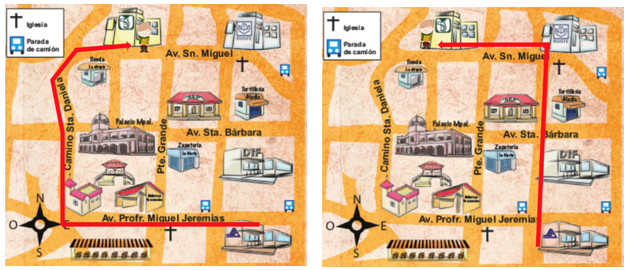 Iglesia
Parada
de camión
Av. Sn. Miguel
Tienda
Camino Sta. Daniela
Tortillería
Palacio Mpal.
Av. Sta. Bárbara
Pte. Grande
Zapatería
DIF
N
O
E
S
Av. Profr. Miguel Jeremías
Iglesia
Parada
de camión
Av. Sn. Miguel
Tienda
Camino Sta. Daniela
Tortillería
Palacio Mpal.
Av. Sta. Bárbara
Pte. Grande
Zapatería
DIF
N
O
E
S
Av. Profr. Miguel Jeremías